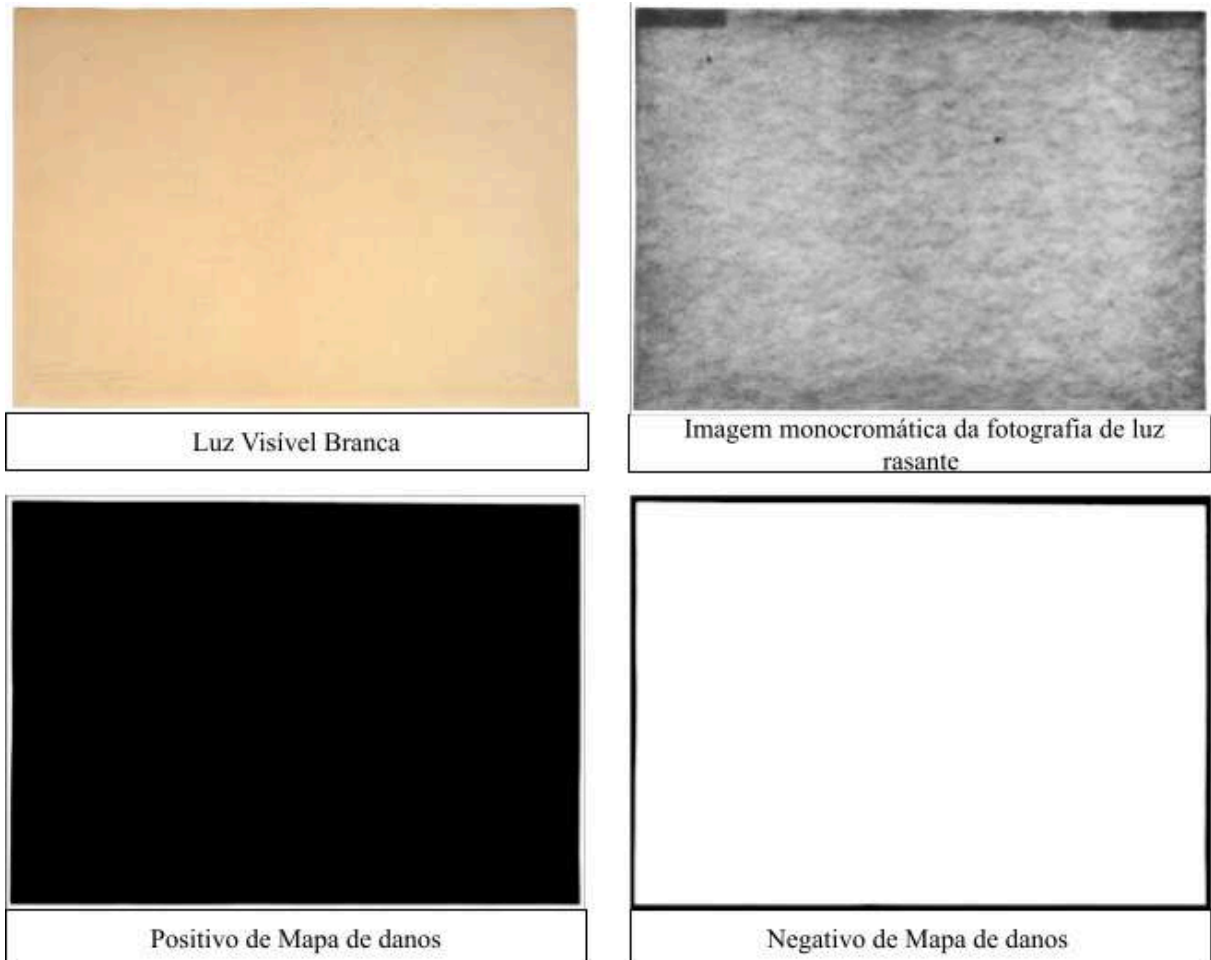 Luz Visível Branca
Imagem monocromática da fotografia de luz
rasante
Positivo de Mapa de danos
Negativo de Mapa de danos